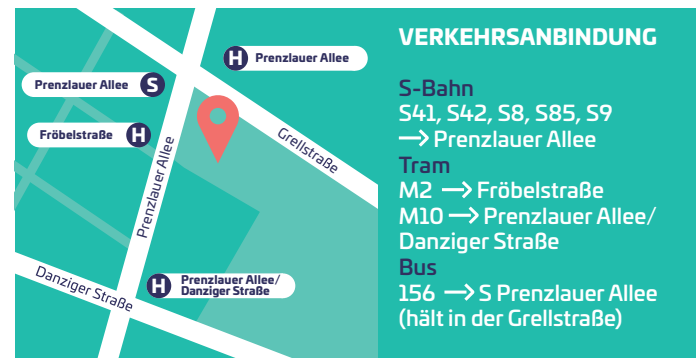 H Prenzlauer Allee
Prenzlauer Allee S
Fröbelstraße H
Prenzlauer Allee
Grellstraße
Danziger Straße
H Prenzlauer Allee/
Danziger Straße
VERKEHRSANBINDUNG
S-Bahn
S41, S42, S8, S85, S9
→ Prenzlauer Allee
Tram
M2 → Fröbelstraße
M10 → Prenzlauer Allee/
Danziger Straße
Bus
156 → S Prenzlauer Allee
(hält in der Grellstraße)